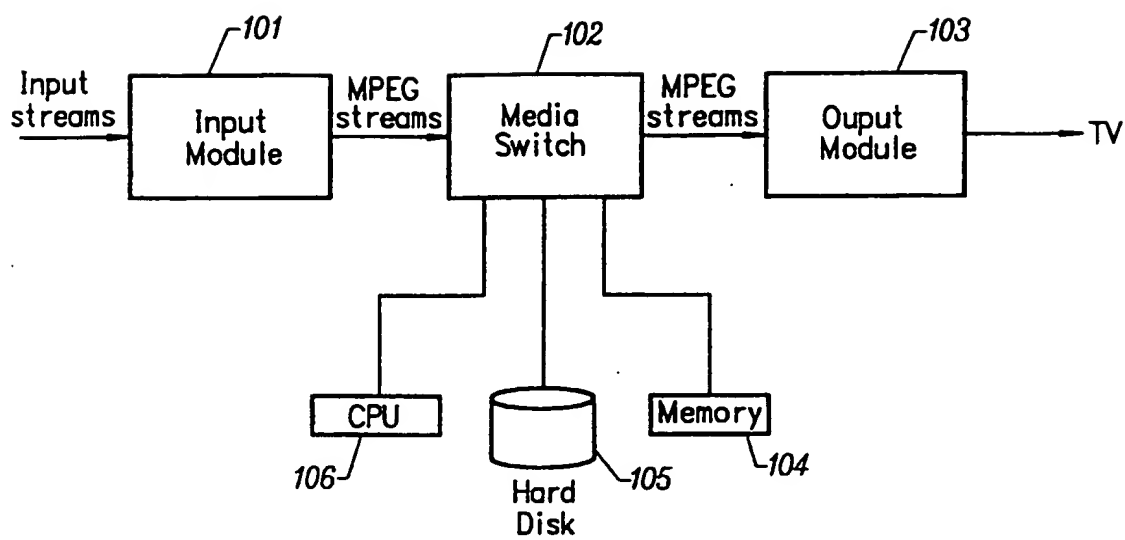 101
102
103
Input
streams
Input
Module
MPEG
streams
Media
Switch
MPEG
streams
Ouput
Module
TV
CPU
106
105
Hard
Disk
Memory
104